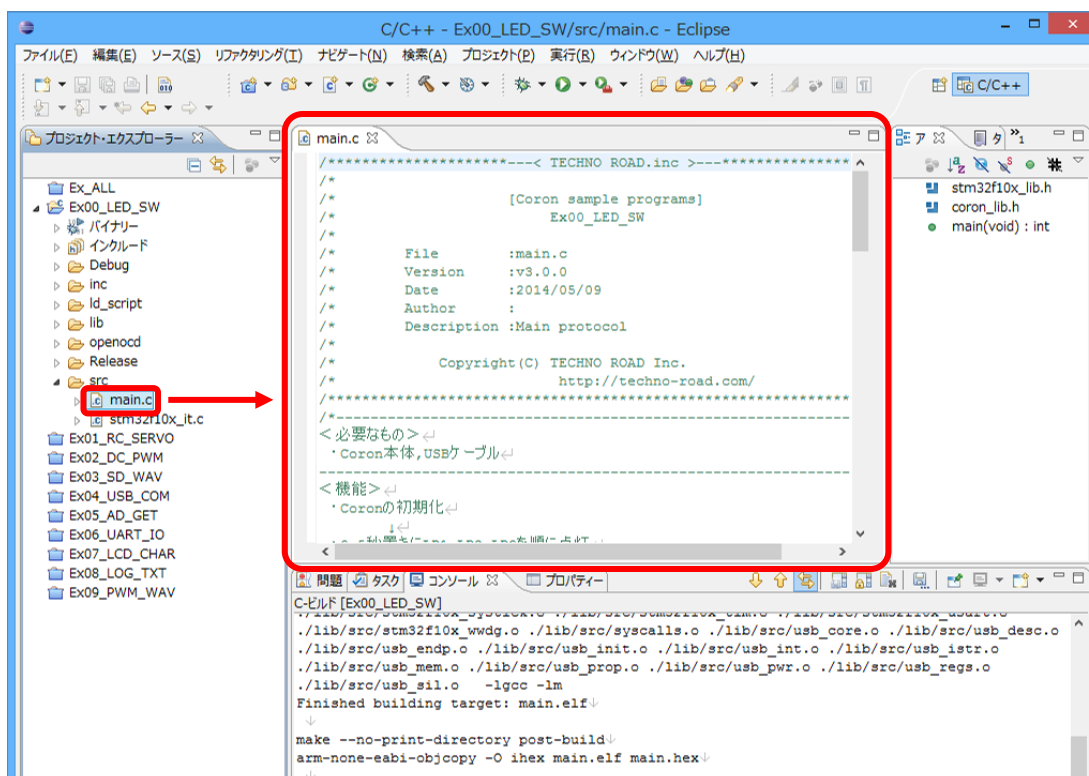 C/C++ - Ex00_LED_SW/src/main.c - Eclipse
ファイル(F) 編集(E) ソース(S) リファクタリング(T) ナビゲート(N) 検索(A) プロジェクト(P) 実行(R) ウィンドウ(W) ヘルプ(H)
C/C++
プロジェクト・エクスプローラー
Ex_ALL
Ex00_LED_SW
バイナリー
インクルード
Debug
inc
ld_script
lib
openocd
Release
src
main.c
stm32f10x_it.c
Ex01_RC_SERVO
Ex02_DC_PWM
Ex03_SD_WAV
Ex04_USB_COM
Ex05_AD_GET
Ex06_UART_IO
Ex07_LCD_CHAR
Ex08_LOG_TXT
Ex09_PWM_WAV
main.c
/*********************---< TECHNO ROAD.inc >---***************
/*
/* [Coron sample programs]
/* Ex00_LED_SW
/*
/* File :main.c
/* Version :v3.0.0
/* Date :2014/05/09
/* Author :
/* Description :Main protocol
/*
/* Copyright(C) TECHNO ROAD Inc.
/* http://techno-road.com/
/*************************************************************
/*------------------------------------------------------------
<必要なもの>↵
・Coron本体,USBケーブル↵
---------------------------------------------------------------
<機能>↵
・Coronの初期化↵
↓↵
ア タ »1
stm32f10x_lib.h
coron_lib.h
main(void) : int
問題 タスク コンソール プロパティー
C-ビルド [Ex00_LED_SW]
./lib/src/stm32f10x_wwdg.o ./lib/src/syscalls.o ./lib/src/usb_core.o ./lib/src/usb_desc.o
./lib/src/usb_endp.o ./lib/src/usb_init.o ./lib/src/usb_int.o ./lib/src/usb_istr.o
./lib/src/usb_mem.o ./lib/src/usb_prop.o ./lib/src/usb_pwr.o ./lib/src/usb_regs.o
./lib/src/usb_sil.o -lgcc -lm
Finished building target: main.elf↓
↓
make --no-print-directory post-build↓
arm-none-eabi-objcopy -O ihex main.elf main.hex↓
↓